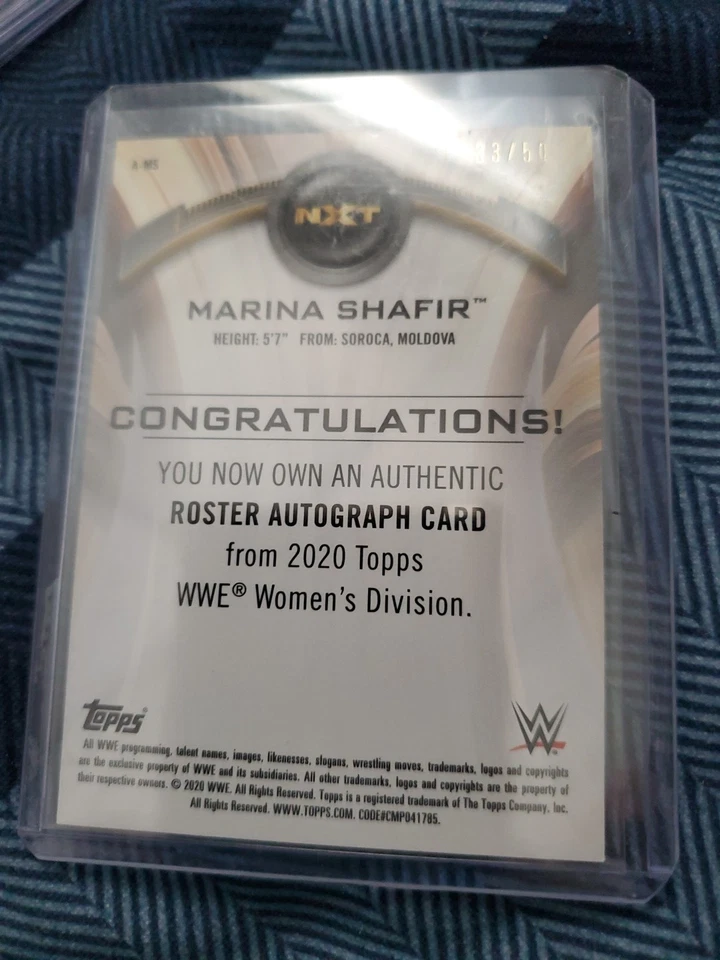 A-MS
33/50
NXT
MARINA SHAFIR™
HEIGHT: 5'7" FROM: SOROCA, MOLDOVA
CONGRATULATIONS!
YOU NOW OWN AN AUTHENTIC
ROSTER AUTOGRAPH CARD
from 2020 Topps
WWE® Women's Division.
Topps®
W
All WWE programming, talent names, images, likenesses, slogans, wrestling moves, trademarks, logos and copyrights
are the exclusive property of WWE and its subsidiaries. All other trademarks, logos and copyrights are the property of
their respective owners. © 2020 WWE. All Rights Reserved. Topps is a registered trademark of The Topps Company, Inc.
All Rights Reserved. WWW.TOPPS.COM. CODE#CMP041785.